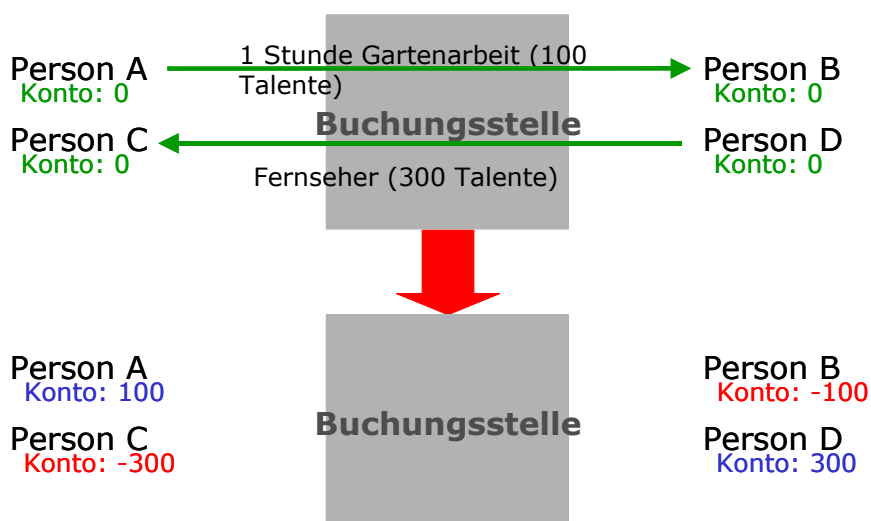 1 Stunde Gartenarbeit (100
Talente)
Person A
Konto: 0
Person B
Konto: 0
Buchungsstelle
Person C
Konto: 0
Person D
Konto: 0
Fernseher (300 Talente)
Person A
Konto: 100
Person B
Konto: -100
Buchungsstelle
Person C
Konto: -300
Person D
Konto: 300